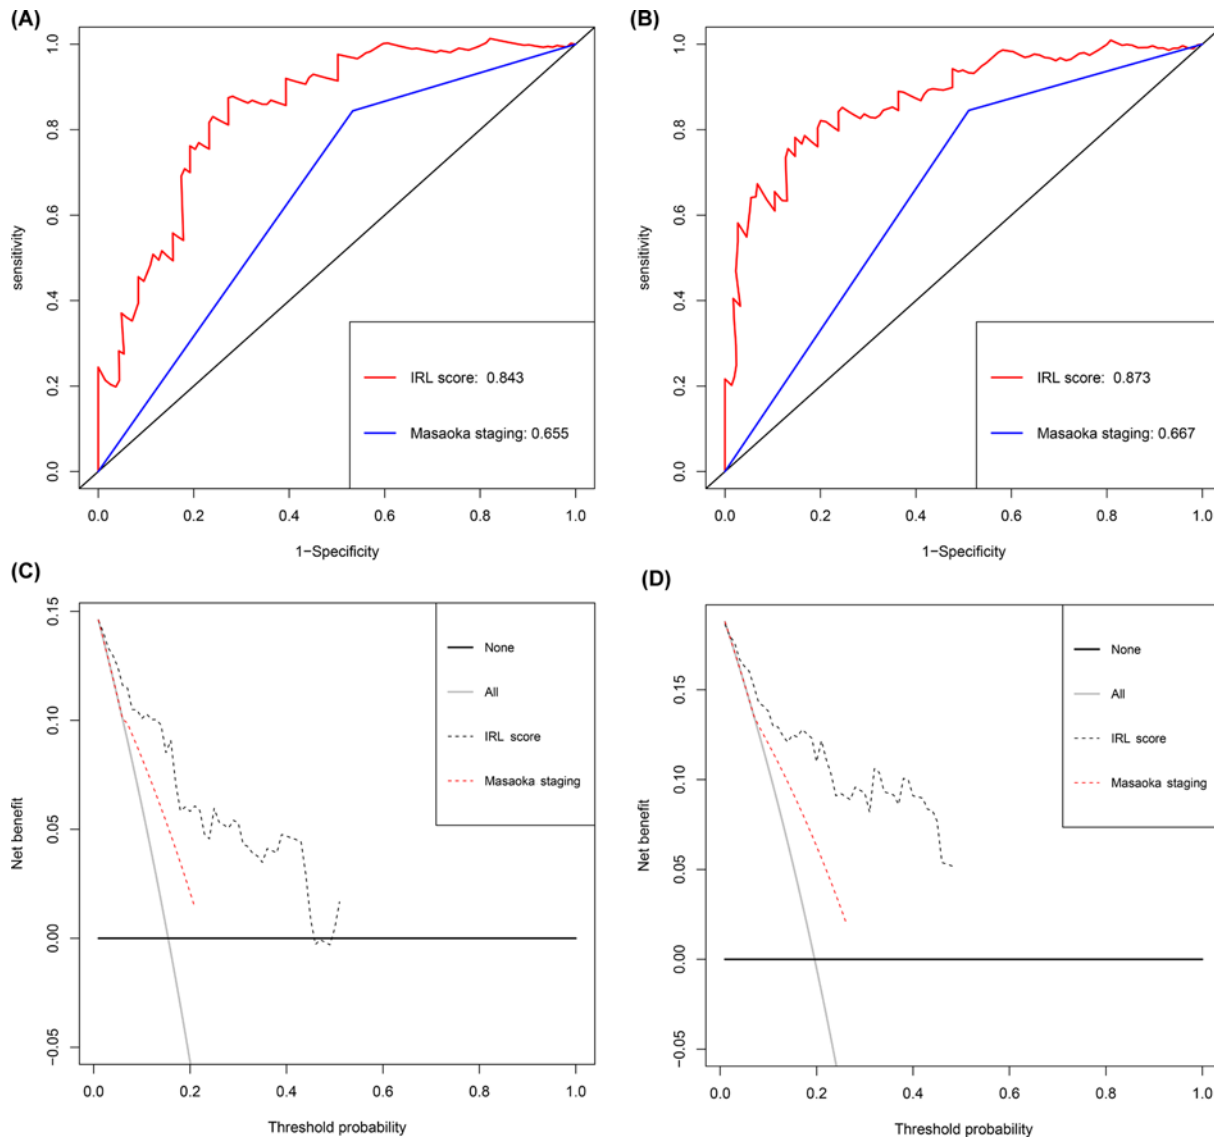 (A)
sensitivity
1.0
0.8
0.6
0.4
0.2
0.0
IRL score: 0.843
Masaoka staging: 0.655
0.0 0.2 0.4 0.6 0.8 1.0
1−Specificity
(B)
sensitivity
1.0
0.8
0.6
0.4
0.2
0.0
IRL score: 0.873
Masaoka staging: 0.667
0.0 0.2 0.4 0.6 0.8 1.0
1−Specificity
(C)
Net benefit
0.15
0.10
0.05
0.00
−0.05
None
All
IRL score
Masaoka staging
0.0 0.2 0.4 0.6 0.8 1.0
Threshold probability
(D)
Net benefit
0.15
0.10
0.05
0.00
−0.05
None
All
IRL score
Masaoka staging
0.0 0.2 0.4 0.6 0.8 1.0
Threshold probability